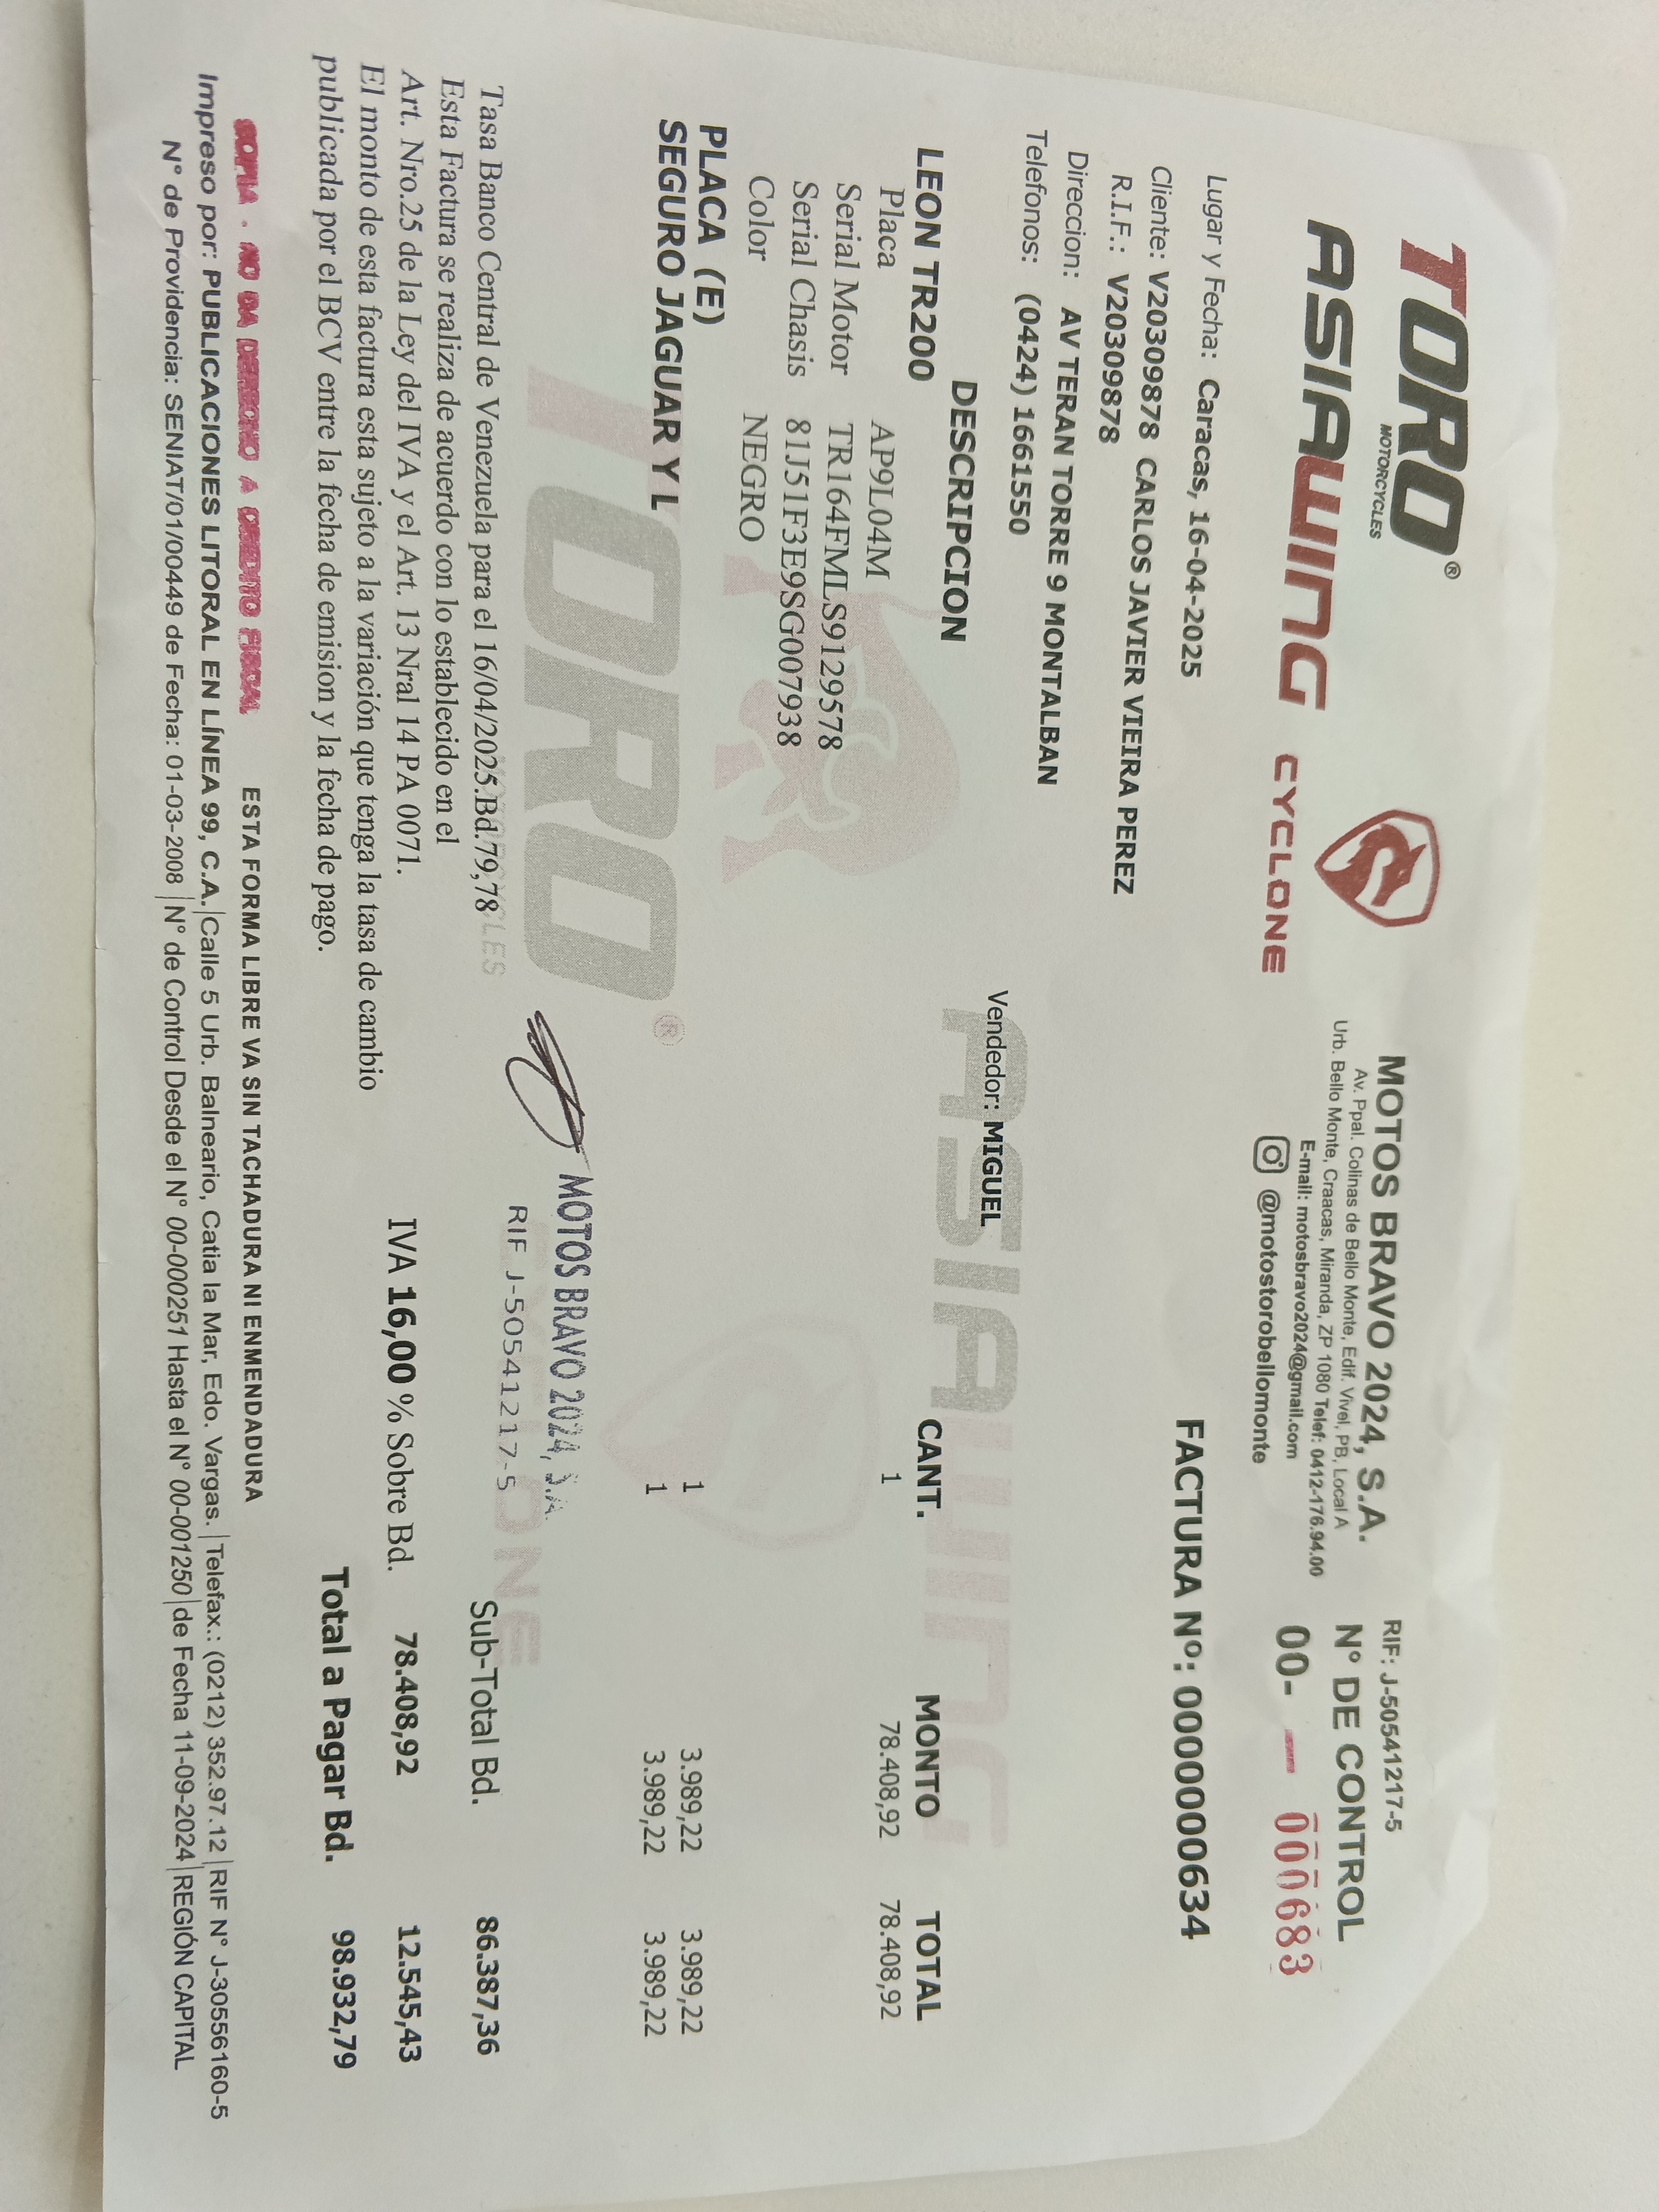 TORO®
MOTORCYCLES
ASIAWING CYCLONE
MOTOS BRAVO 2024, S.A.
Av. Ppal. Colinas de Bello Monte, Edif. Vivel, PB, Local A
Urb. Bello Monte, Craacas, Miranda, ZP 1080 Telef: 0412-176.94.00
E-mail: motosbravo2024@gmail.com
@motostorobellomonte
RIF: J-50541217-5
N° DE CONTROL
00- 000683
Lugar y Fecha: Caracas, 16-04-2025
FACTURA Nº: 0000000634
Cliente: V20309878 CARLOS JAVIER VIEIRA PEREZ
R.I.F.: V20309878
Direccion: AV TERAN TORRE 9 MONTALBAN
Telefonos: (0424) 1661550
Vendedor: MIGUEL
DESCRIPCION CANT. MONTO TOTAL
LEON TR200 1 78.408,92 78.408,92
Placa AP9L04M
Serial Motor TR164FMLS9129578
Serial Chasis 81J51F3E9SG007938
Color NEGRO
PLACA (E) 1 3.989,22 3.989,22
SEGURO JAGUAR Y L 1 3.989,22 3.989,22
TORO®
MOTORCYCLES
ASIAWING
CYCLONE
MOTOS BRAVO 2024, S.A.
RIF J-50541217-5
Tasa Banco Central de Venezuela para el 16/04/2025.Bd.79,78
Esta Factura se realiza de acuerdo con lo establecido en el
Art. Nro.25 de la Ley del IVA y el Art. 13 Nral 14 PA 0071.
El monto de esta factura esta sujeto a la variación que tenga la tasa de cambio
publicada por el BCV entre la fecha de emision y la fecha de pago.
Sub-Total Bd. 86.387,36
IVA 16,00 % Sobre Bd. 78.408,92 12.545,43
Total a Pagar Bd. 98.932,79
COPIA - NO DA DERECHO A CREDITO FISCAL
ESTA FORMA LIBRE VA SIN TACHADURA NI ENMENDADURA
Impreso por: PUBLICACIONES LITORAL EN LÍNEA 99, C.A.|Calle 5 Urb. Balneario, Catia la Mar, Edo. Vargas. |Telefax.: (0212) 352.97.12 |RIF N° J-30556160-5
N° de Providencia: SENIAT/01/00449 de Fecha: 01-03-2008 |N° de Control Desde el N° 00-000251 Hasta el N° 00-001250|de Fecha 11-09-2024|REGIÓN CAPITAL